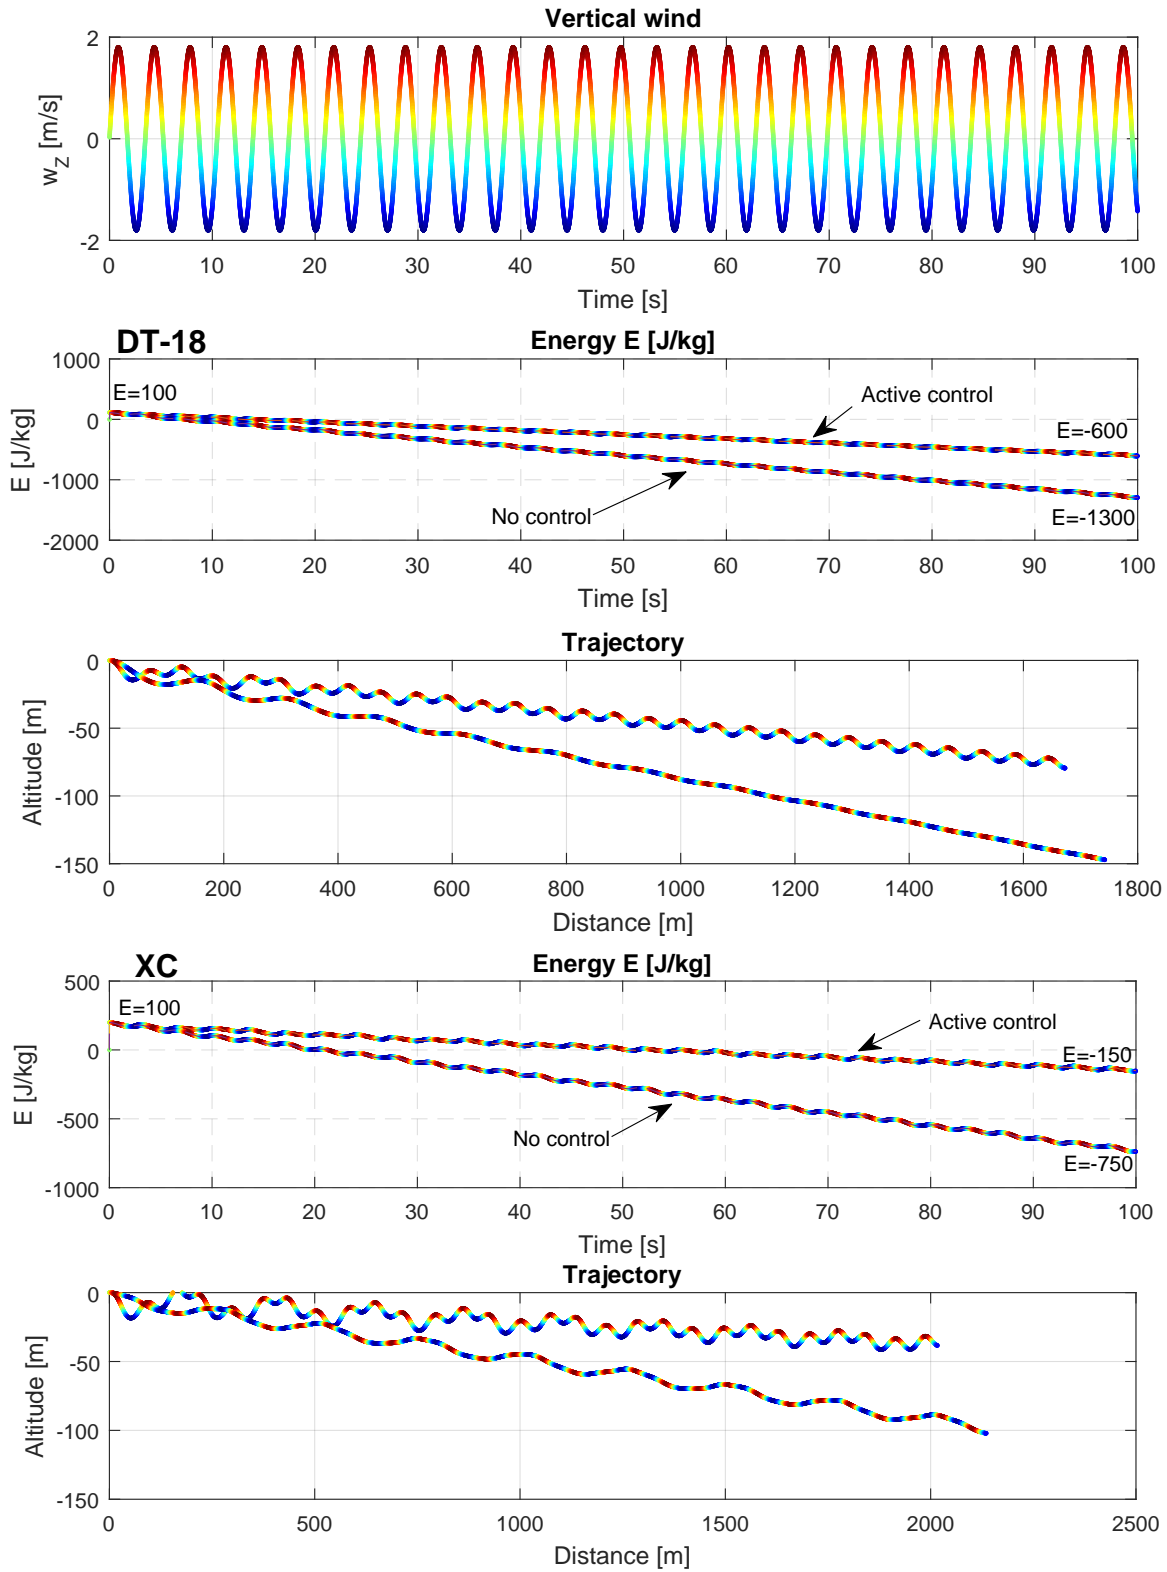 Vertical wind
2
0
-2
w_Z [m/s]
0 10 20 30 40 50 60 70 80 90 100
Time [s]
DT-18
Energy E [J/kg]
1000
0
-1000
-2000
E [J/kg]
E=100
Active control
E=-600
No control
E=-1300
0 10 20 30 40 50 60 70 80 90 100
Time [s]
Trajectory
0
-50
-100
-150
Altitude [m]
0 200 400 600 800 1000 1200 1400 1600 1800
Distance [m]
XC
Energy E [J/kg]
500
0
-500
-1000
E [J/kg]
E=100
Active control
E=-150
No control
E=-750
0 10 20 30 40 50 60 70 80 90 100
Time [s]
Trajectory
0
-50
-100
-150
Altitude [m]
0 500 1000 1500 2000 2500
Distance [m]